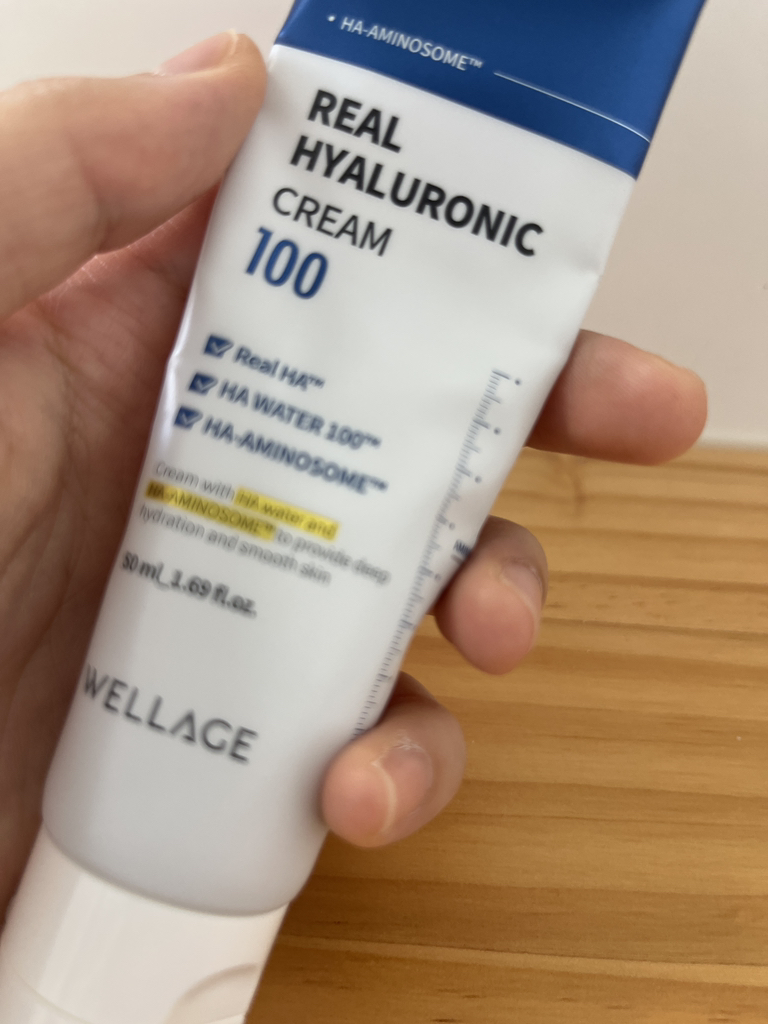 • HA-AMINOSOME™
REAL
HYALURONIC
CREAM
100
Real HA™
HA WATER 100™
HA-AMINOSOME™
Cream with HA water and
HA-AMINOSOME™ to provide deep
hydration and smooth skin
50 ml_1.69 fl.oz.
WELLAGE